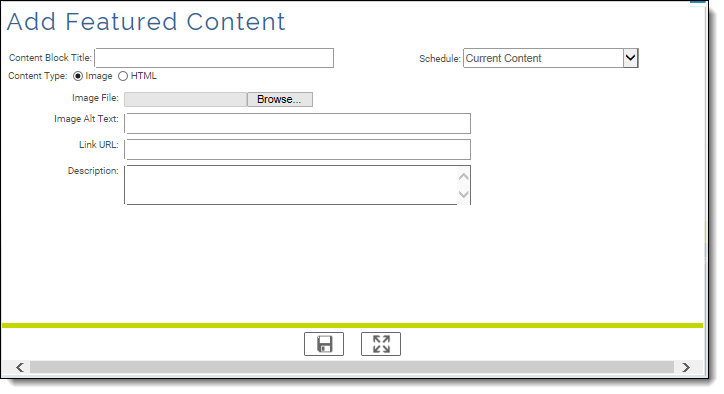 Add Featured Content
Content Block Title: Schedule: Current Content
Content Type: Image HTML
Image File: Browse...
Image Alt Text:
Link URL:
Description: